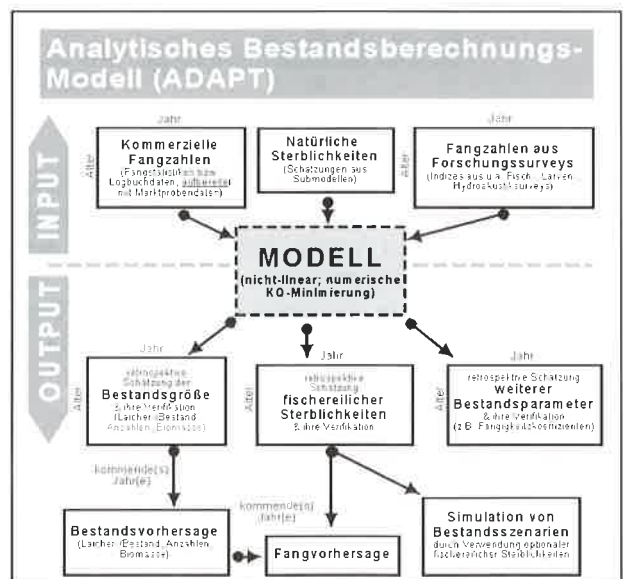 Analytisches Bestandsberechnungs-
Modell (ADAPT)
INPUT
Jahr
Alter
Kommerzielle
Fangzahlen
(Fangstatistiken bzw.
Logbuchdaten, aufbereitet
mit Marktprobendaten)
Natürliche
Sterblichkeiten
(Schätzungen aus
Submodellen)
Jahr
Alter
Fangzahlen aus
Forschungssurveys
(Indizes aus u.a. Fisch-, Larven-,
Hydroakustiksurveys)
MODELL
(nicht-linear; numerische
KQ-Minimierung)
OUTPUT
Jahr
Alter
retrospektive
Schätzung der
Bestandsgröße
& ihre Verifikation
(Laicher-/Bestand,
Anzahlen, Biomasse)
Jahr
Alter
retrospektive
Schätzung
fischereilicher
Sterblichkeiten
& ihre Verifikation
Jahr
Alter
retrospektive Schätzung
weiterer
Bestandsparameter
& ihre Verifikation
(z.B. Fangigkeitskoeffizienten)
kommende(s)
Jahr(e)
kommende(s)
Jahr(e)
Bestandsvorhersage
(Laicher-/Bestand, Anzahlen,
Biomasse)
Fangvorhersage
Simulation von
Bestandsszenarien
durch Verwendung optionaler
fischereilicher Sterblichkeiten